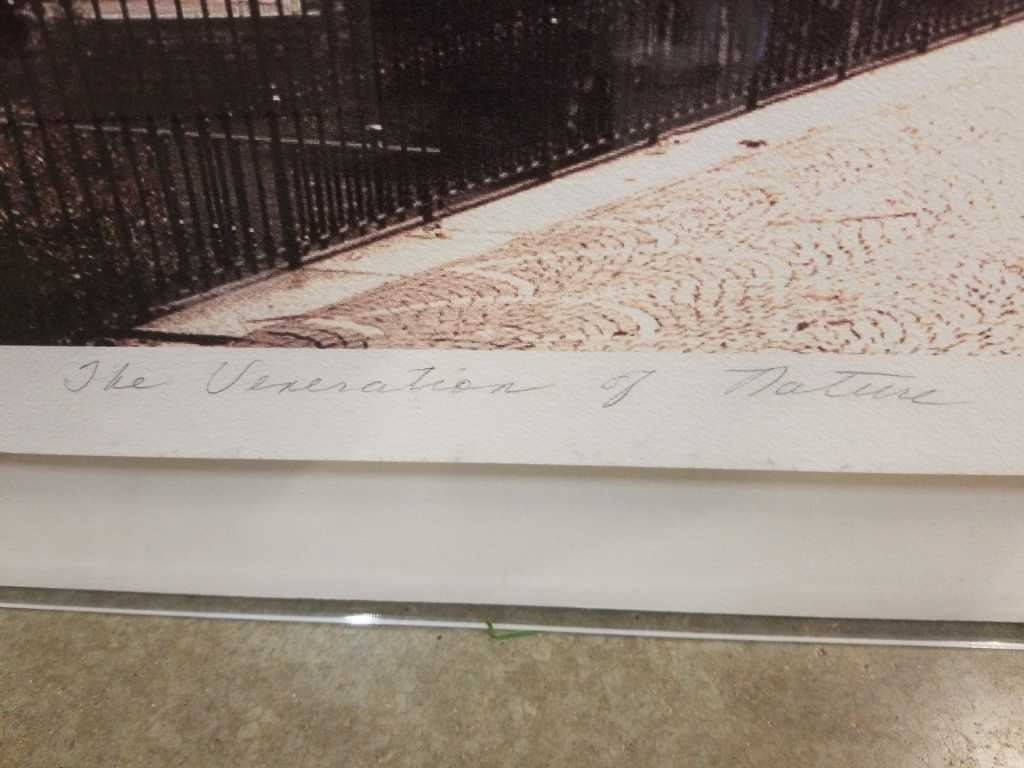 The Veneration of Nature